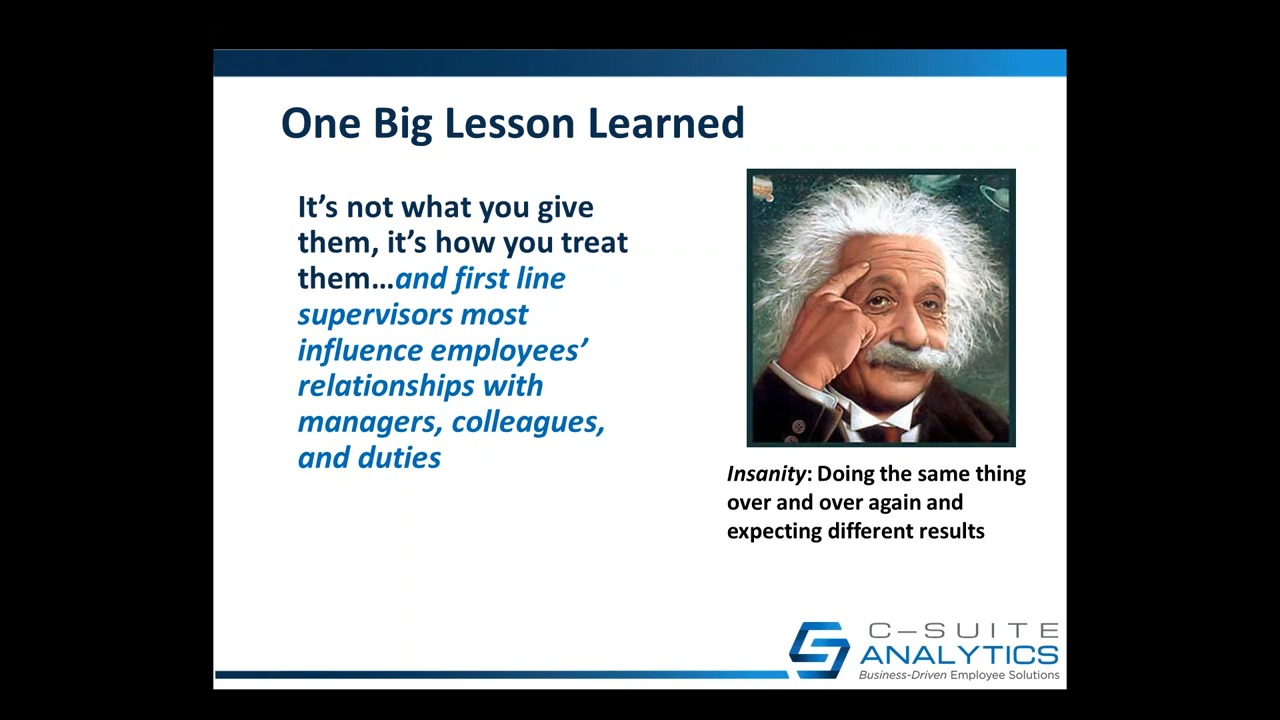 One Big Lesson Learned
It’s not what you give
them, it’s how you treat
them…and first line
supervisors most
influence employees’
relationships with
managers, colleagues,
and duties
Insanity: Doing the same thing
over and over again and
expecting different results
C–SUITE
ANALYTICS
Business-Driven Employee Solutions